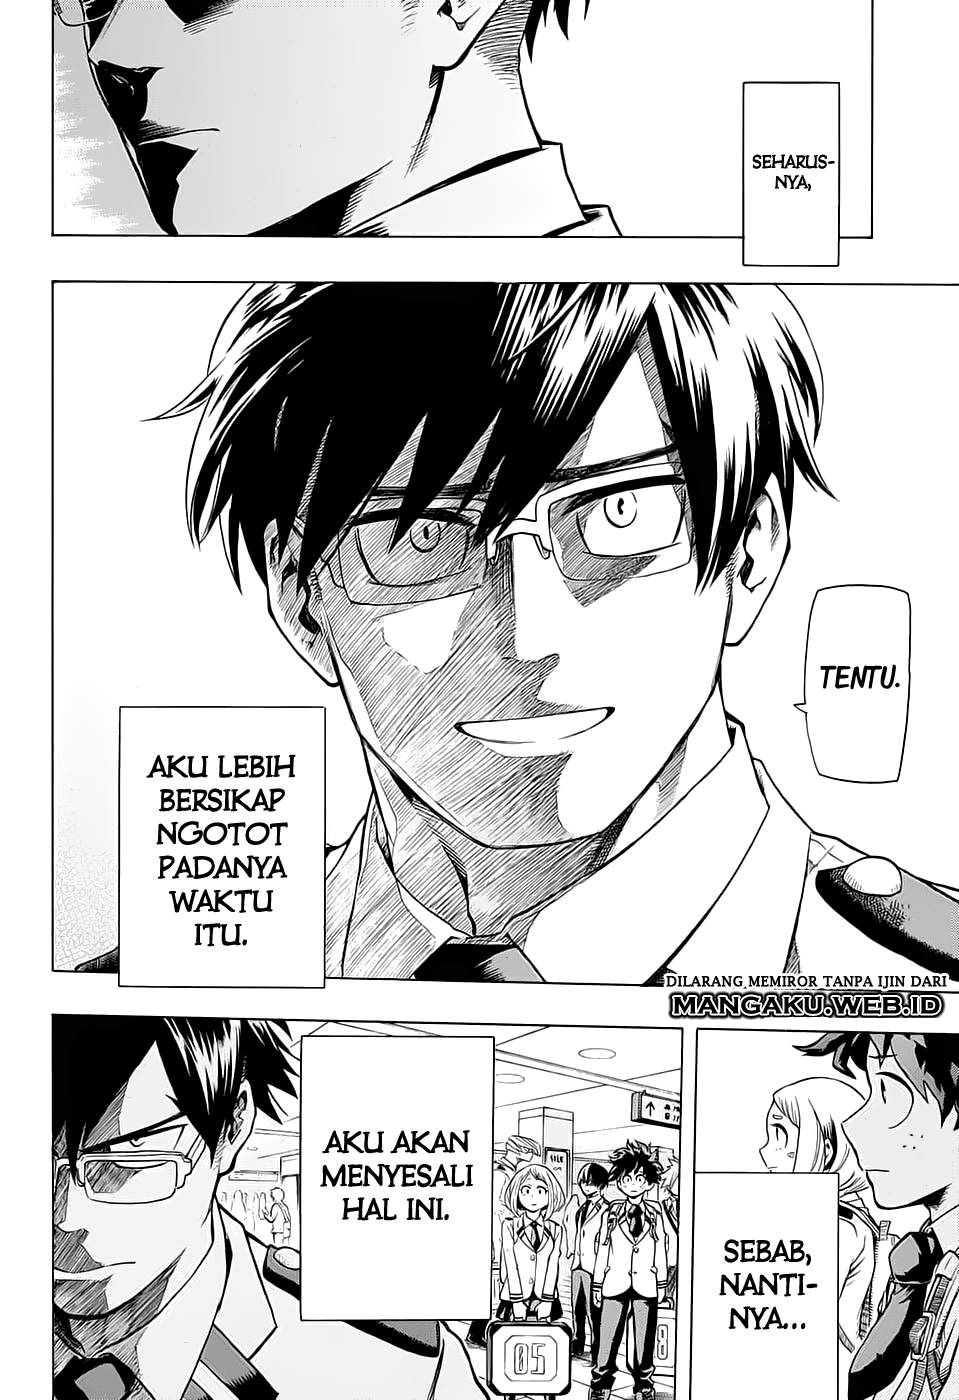 SEHARUS-
NYA,
TENTU.
AKU LEBIH
BERSIKAP
NGOTOT
PADANYA
WAKTU
ITU.
#DILARANG MEMIROR TANPA IJIN DARI
MANGAKU.WEB.ID
SEBAB,
NANTI-
NYA...
AKU AKAN
MENYESALI
HAL INI.
05
8